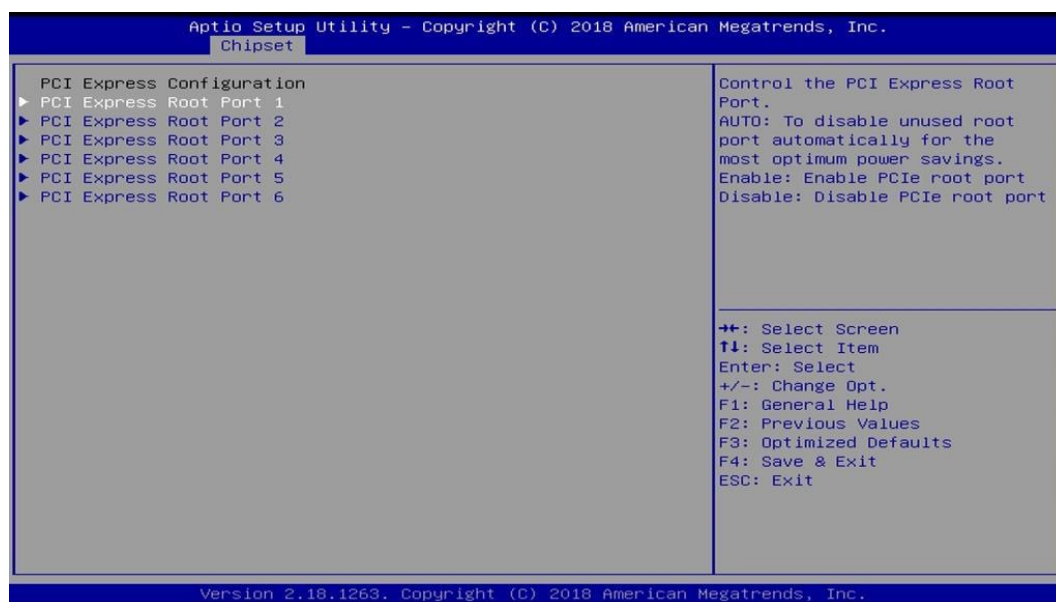 Aptio Setup Utility – Copyright (C) 2018 American Megatrends, Inc.
Chipset
PCI Express Configuration
▶ PCI Express Root Port 1
▶ PCI Express Root Port 2
▶ PCI Express Root Port 3
▶ PCI Express Root Port 4
▶ PCI Express Root Port 5
▶ PCI Express Root Port 6
Control the PCI Express Root
Port.
AUTO: To disable unused root
port automatically for the
most optimum power savings.
Enable: Enable PCIe root port
Disable: Disable PCIe root port
→←: Select Screen
↑↓: Select Item
Enter: Select
+/-: Change Opt.
F1: General Help
F2: Previous Values
F3: Optimized Defaults
F4: Save & Exit
ESC: Exit
Version 2.18.1263. Copyright (C) 2018 American Megatrends, Inc.